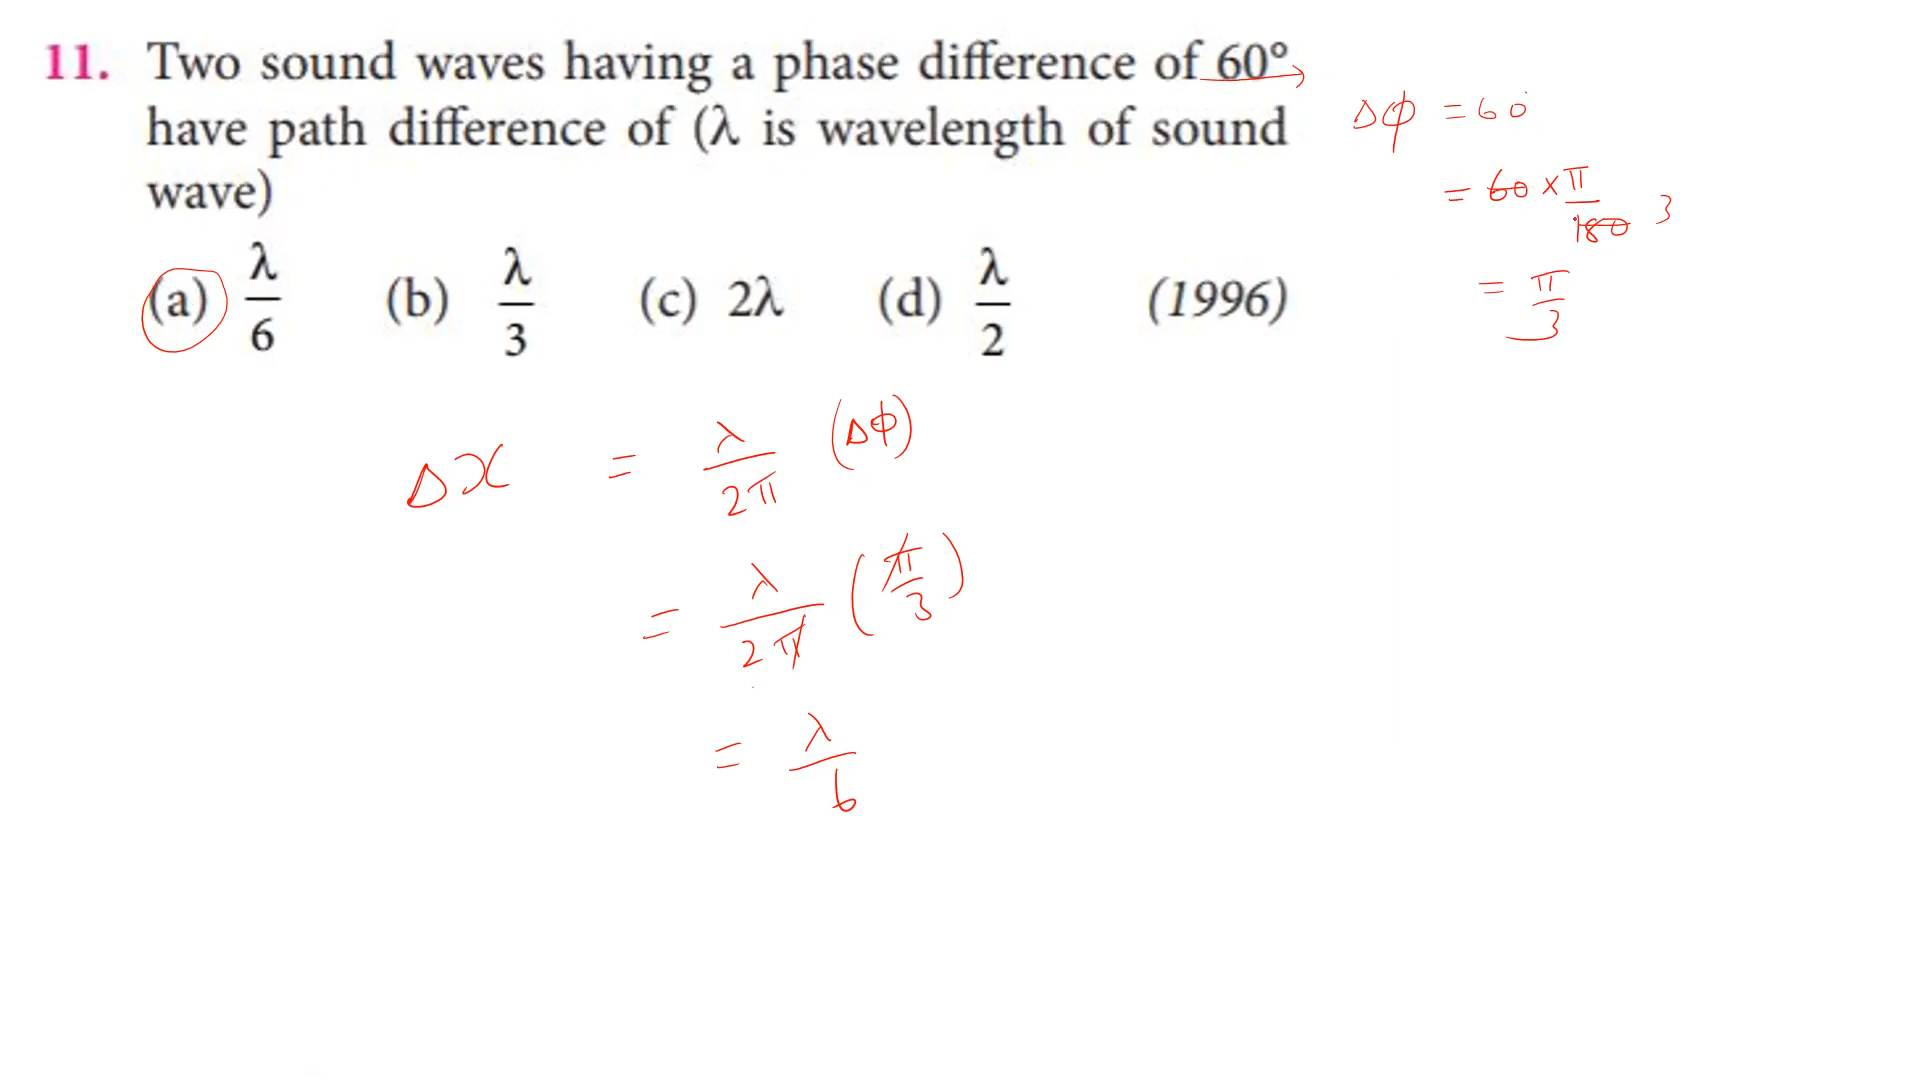 11. Two sound waves having a phase difference of 60°
have path difference of (λ is wavelength of sound
wave)
(a) λ/6 (b) λ/3 (c) 2λ (d) λ/2 (1996)
Δφ = 60°
= 60 × π/180 3
= π/3
Δx = λ/2π (Δφ)
= λ/2π (π/3)
= λ/6